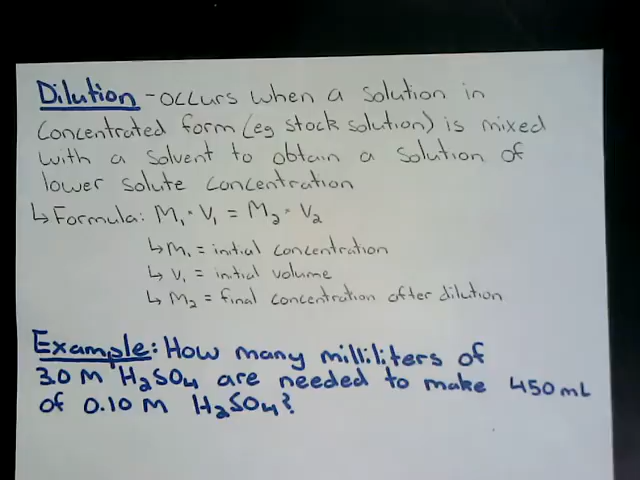 Dilution - occurs when a solution in
concentrated form (eg stock solution) is mixed
with a solvent to obtain a solution of
lower solute concentration
↳ Formula: M₁ · V₁ = M₂ · V₂
↳ M₁ = initial concentration
↳ V₁ = initial volume
↳ M₂ = final concentration after dilution
Example: How many milliliters of
3.0 M H₂SO₄ are needed to make 450 mL
of 0.10 M H₂SO₄?